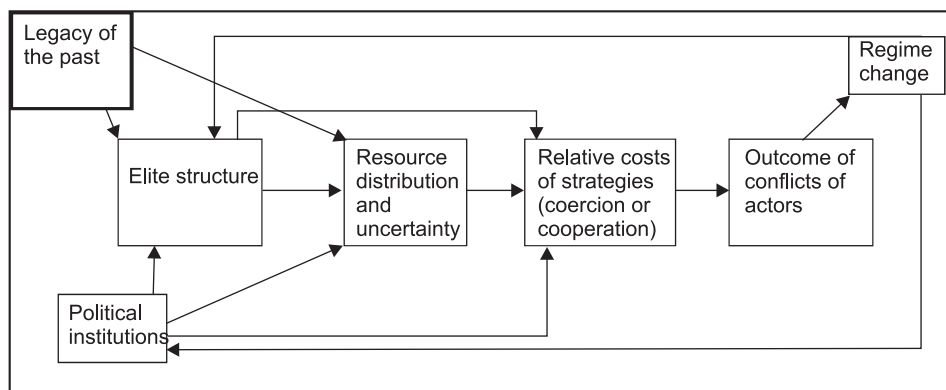 Legacy of
the past
Regime
change
Elite structure
Resource
distribution
and
uncertainty
Relative costs
of strategies
(coercion or
cooperation)
Outcome of
conflicts of
actors
Political
institutions